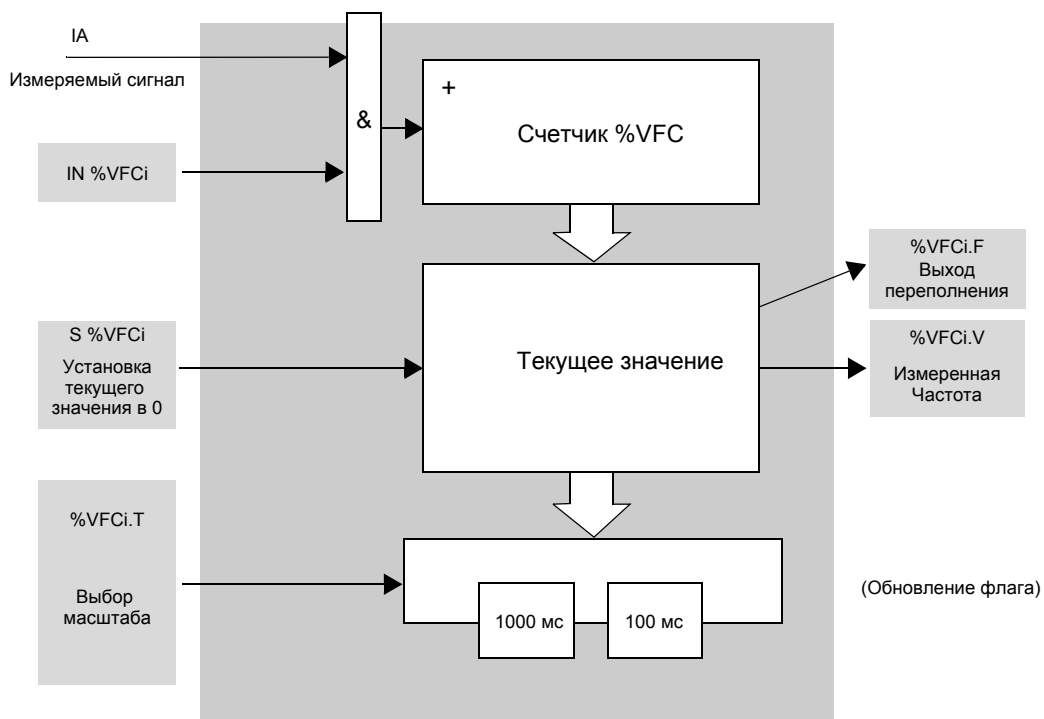 IA
Измеряемый сигнал
&
+
Счетчик %VFC
IN %VFCi
%VFCi.F
Выход
переполнения
S %VFCi
Установка
текущего
значения в 0
Текущее значение
%VFCi.V
Измеренная
Частота
%VFCi.T
Выбор
масштаба
1000 мс
100 мс
(Обновление флага)